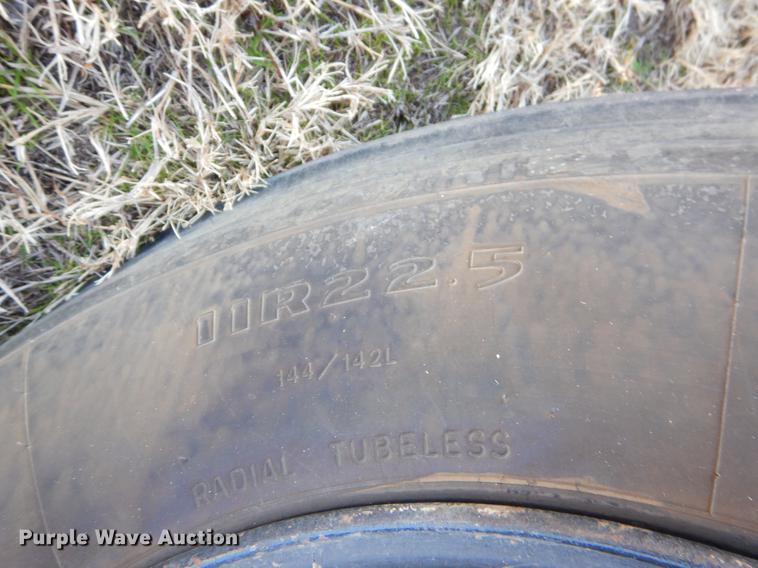 11R22.5
144/142L
RADIAL TUBELESS
Purple Wave Auction